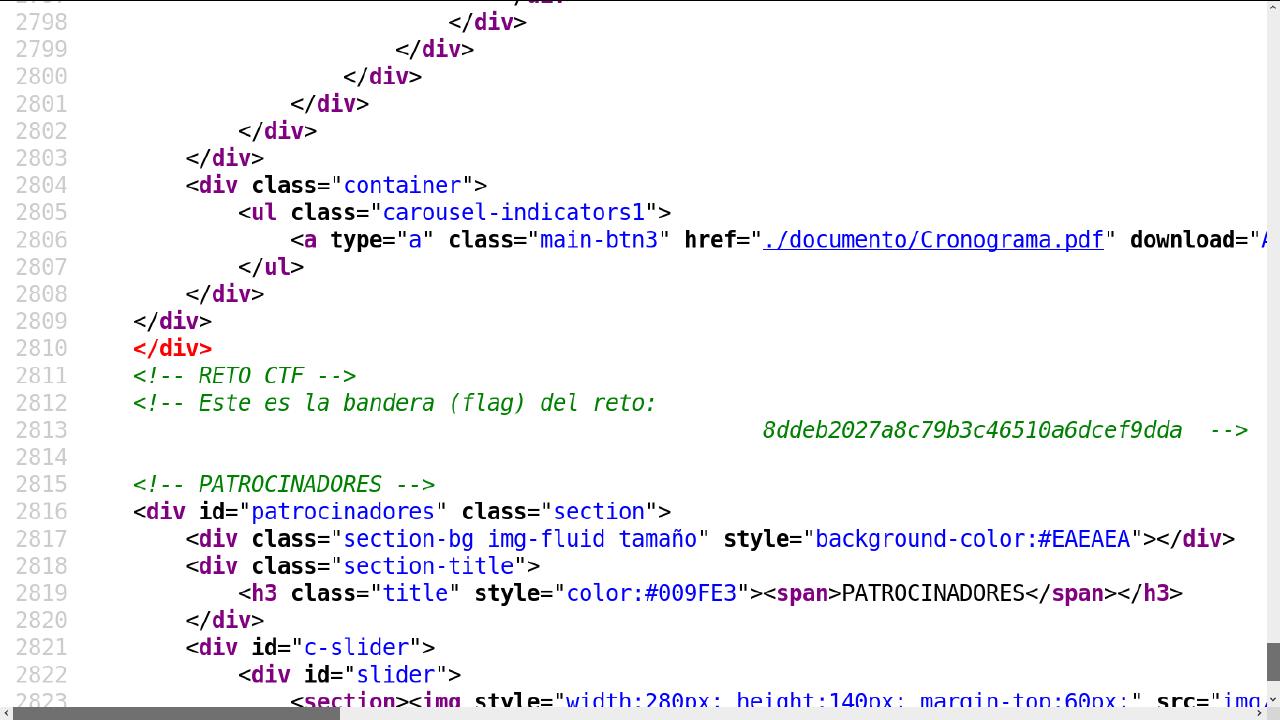 2798 </div>
2799 </div>
2800 </div>
2801 </div>
2802 </div>
2803 </div>
2804 <div class="container">
2805 <ul class="carousel-indicators1">
2806 <a type="a" class="main-btn3" href="./documento/Cronograma.pdf" download="A
2807 </ul>
2808 </div>
2809 </div>
2810 </div>
2811 <!-- RETO CTF -->
2812 <!-- Este es la bandera (flag) del reto:
2813 8ddeb2027a8c79b3c46510a6dcef9dda -->
2814
2815 <!-- PATROCINADORES -->
2816 <div id="patrocinadores" class="section">
2817 <div class="section-bg img-fluid tamaño" style="background-color:#EAEAEA"></div>
2818 <div class="section-title">
2819 <h3 class="title" style="color:#009FE3"><span>PATROCINADORES</span></h3>
2820 </div>
2821 <div id="c-slider">
2822 <div id="slider">
2823 <section><img style="width:280px; height:140px; margin-top:60px;" src="img/